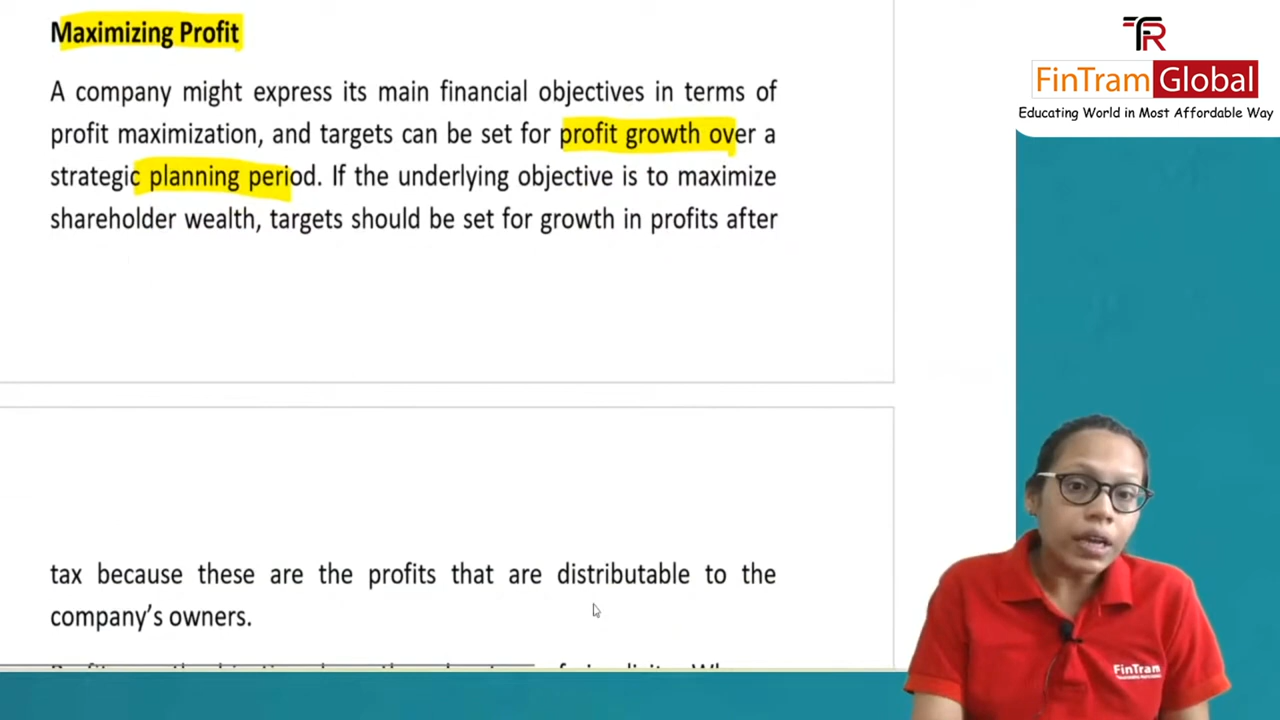 Maximizing Profit
A company might express its main financial objectives in terms of
profit maximization, and targets can be set for profit growth over a
strategic planning period. If the underlying objective is to maximize
shareholder wealth, targets should be set for growth in profits after
tax because these are the profits that are distributable to the
company's owners.
TR
FinTram Global
Educating World in Most Affordable Way
FinTram